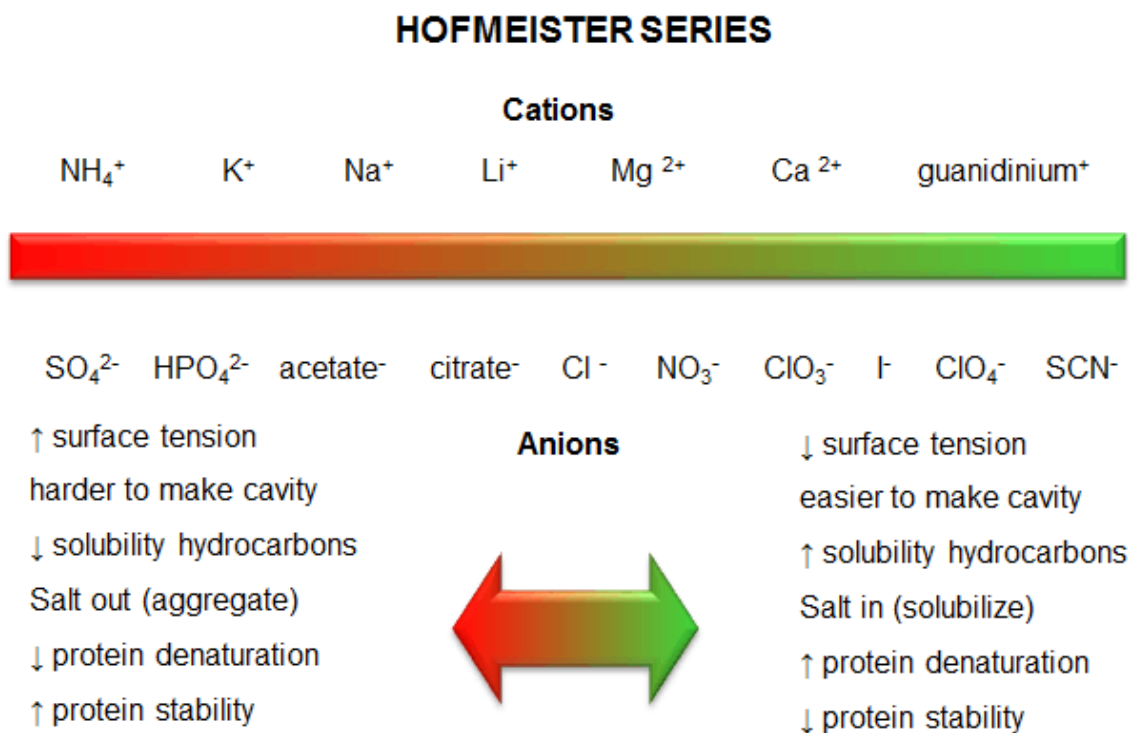 HOFMEISTER SERIES
Cations
NH₄⁺ K⁺ Na⁺ Li⁺ Mg ²⁺ Ca ²⁺ guanidinium⁺
SO₄²⁻ HPO₄²⁻ acetate⁻ citrate⁻ Cl ⁻ NO₃⁻ ClO₃⁻ I⁻ ClO₄⁻ SCN⁻
Anions
↑ surface tension
harder to make cavity
↓ solubility hydrocarbons
Salt out (aggregate)
↓ protein denaturation
↑ protein stability
↓ surface tension
easier to make cavity
↑ solubility hydrocarbons
Salt in (solubilize)
↑ protein denaturation
↓ protein stability